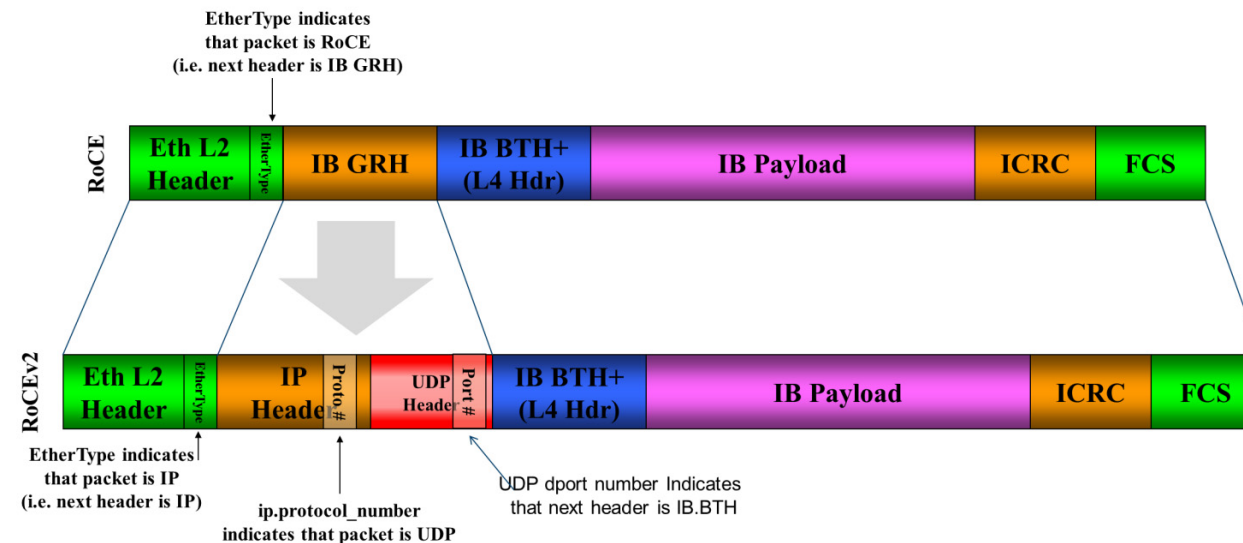 EtherType indicates
that packet is RoCE
(i.e. next header is IB GRH)
RoCE
Eth L2
Header
EtherType
IB GRH
IB BTH+
(L4 Hdr)
IB Payload
ICRC
FCS
RoCEv2
Eth L2
Header
EtherType
IP
Header
Proto #
UDP
Header
Port #
IB BTH+
(L4 Hdr)
IB Payload
ICRC
FCS
EtherType indicates
that packet is IP
(i.e. next header is IP)
ip.protocol_number
indicates that packet is UDP
UDP dport number Indicates
that next header is IB.BTH